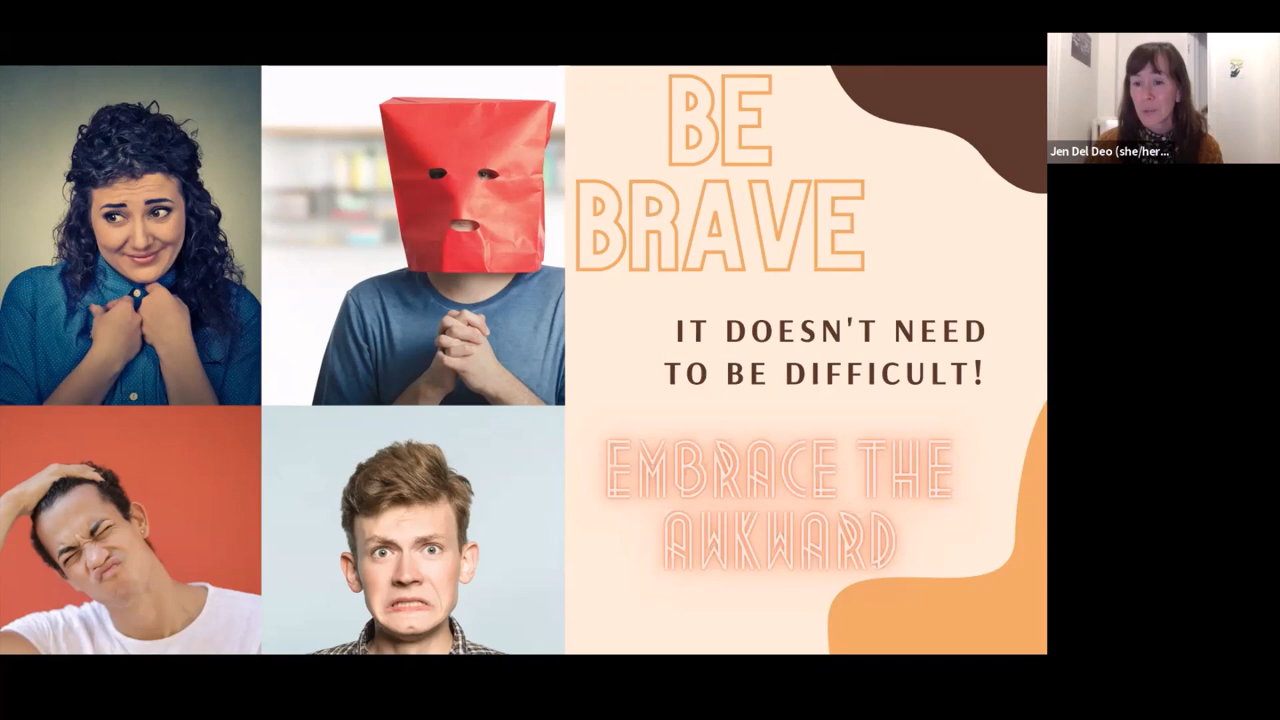 BE
BRAVE
IT DOESN'T NEED
TO BE DIFFICULT!
EMBRACE THE
AWKWARD
Jen Del Deo (she/her...